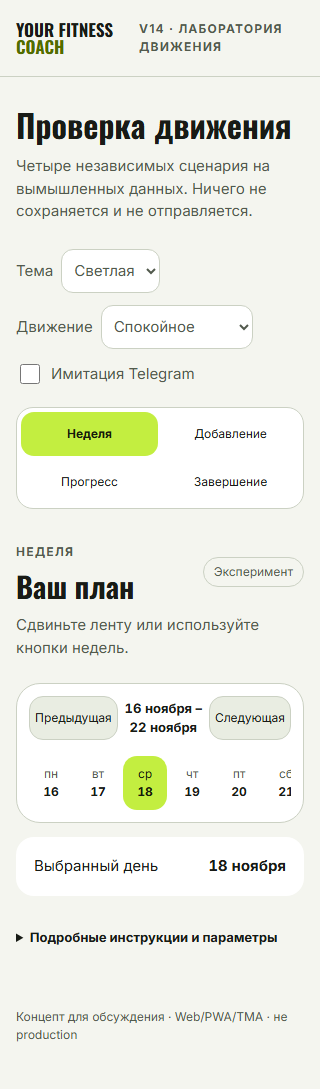 YOUR FITNESS
COACH
V14 · ЛАБОРАТОРИЯ
ДВИЖЕНИЯ
Проверка движения
Четыре независимых сценария на
вымышленных данных. Ничего не
сохраняется и не отправляется.
Тема Светлая
Движение Спокойное
Имитация Telegram
Неделя Добавление
Прогресс Завершение
НЕДЕЛЯ
Эксперимент
Ваш план
Сдвиньте ленту или используйте
кнопки недель.
Предыдущая 16 ноября – 22 ноября Следующая
пн вт ср чт пт сб
16 17 18 19 20 21
Выбранный день 18 ноября
Подробные инструкции и параметры
Концепт для обсуждения · Web/PWA/TMA · не
production